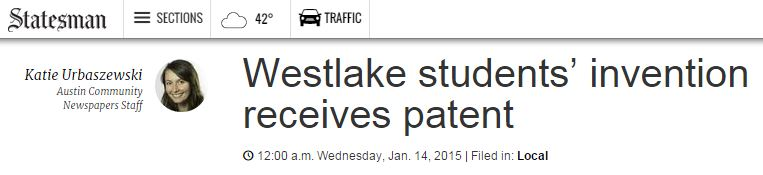 Statesman SECTIONS 42° TRAFFIC
Katie Urbaszewski
Austin Community
Newspapers Staff
Westlake students’ invention
receives patent
12:00 a.m. Wednesday, Jan. 14, 2015 | Filed in: Local